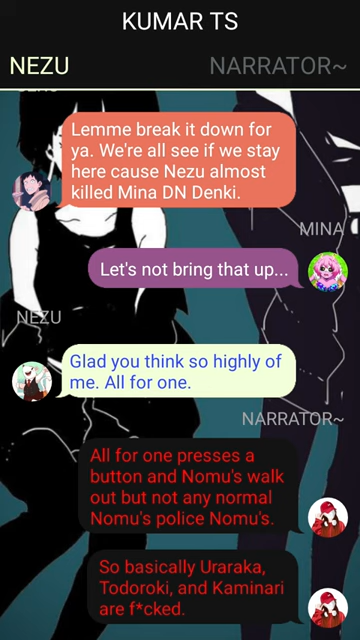 KUMAR TS
NEZU
NARRATOR~
Lemme break it down for
ya. We're all see if we stay
here cause Nezu almost
killed Mina DN Denki.
MINA
Let's not bring that up...
NEZU
Glad you think so highly of
me. All for one.
NARRATOR~
All for one presses a
button and Nomu's walk
out but not any normal
Nomu's police Nomu's.
So basically Uraraka,
Todoroki, and Kaminari
are f*cked.